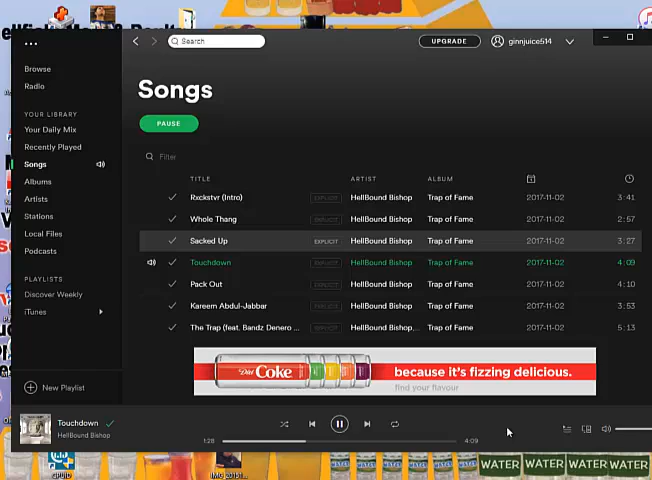 ...
Search
UPGRADE
ginnjuice514
Browse
Radio
YOUR LIBRARY
Your Daily Mix
Recently Played
Songs
Albums
Artists
Stations
Local Files
Podcasts
PLAYLISTS
Discover Weekly
iTunes
New Playlist
Songs
PAUSE
Filter
TITLE ARTIST ALBUM
Rxckstvr (Intro) EXPLICIT HellBound Bishop Trap of Fame 2017-11-02 3:41
Whole Thang EXPLICIT HellBound Bishop Trap of Fame 2017-11-02 2:57
Sacked Up EXPLICIT HellBound Bishop Trap of Fame 2017-11-02 3:27
Touchdown EXPLICIT HellBound Bishop Trap of Fame 2017-11-02 4:09
Pack Out EXPLICIT HellBound Bishop Trap of Fame 2017-11-02 4:10
Kareem Abdul-Jabbar EXPLICIT HellBound Bishop Trap of Fame 2017-11-02 3:53
The Trap (feat. Bandz Denero ... EXPLICIT HellBound Bishop,... Trap of Fame 2017-11-02 5:13
Diet Coke because it's fizzing delicious.
find your flavour
Touchdown
HellBound Bishop
1:28 4:09
WATER WATER WATER WATER